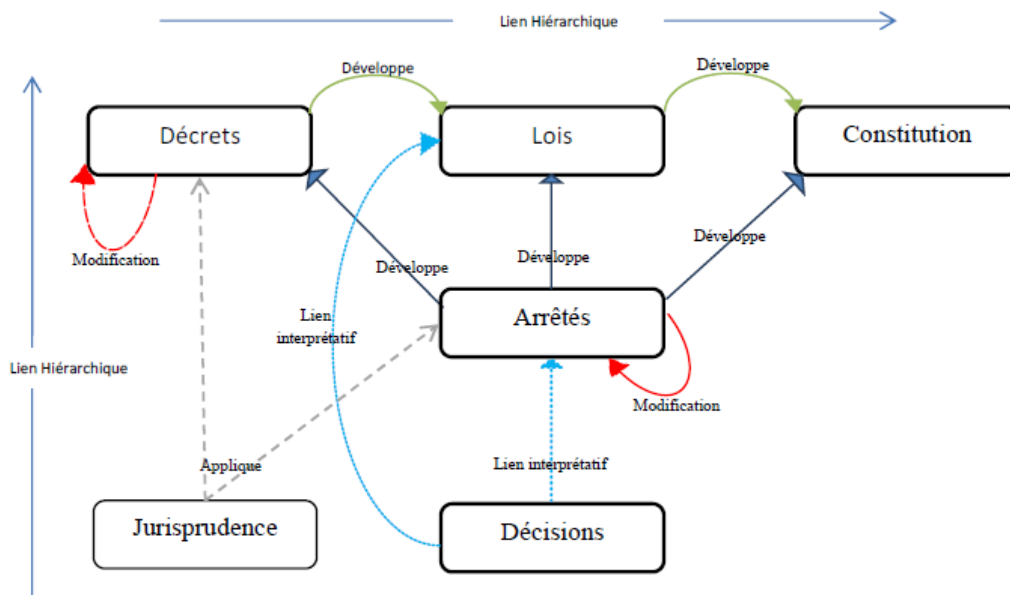 Lien Hiérarchique
Développe
Développe
Décrets
Lois
Constitution
Modification
Développe
Développe
Développe
Lien
interprétatif
Arrêtés
Lien Hiérarchique
Modification
Applique
Lien interprétatif
Jurisprudence
Décisions